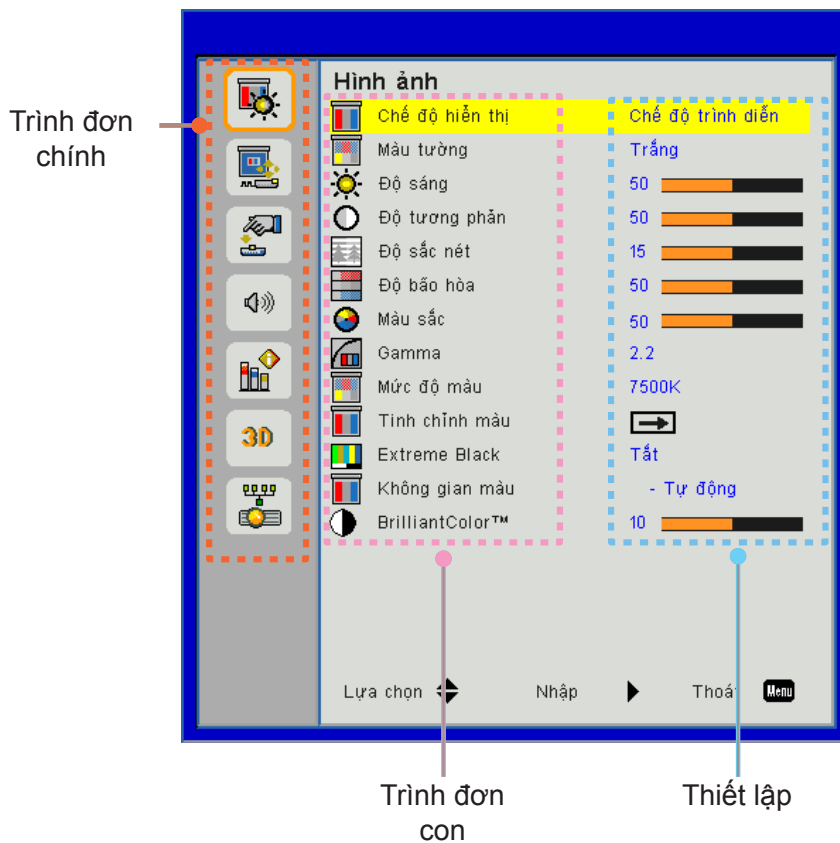 Hình ảnh
Chế độ hiển thị Chế độ trình diễn
Màu tường Trắng
Độ sáng 50
Độ tương phản 50
Độ sắc nét 15
Độ bão hòa 50
Màu sắc 50
Gamma 2.2
Mức độ màu 7500K
Tinh chỉnh màu
Extreme Black Tắt
Không gian màu - Tự động
BrilliantColor™ 10
3D
Lựa chọn Nhập Thoát Menu
Trình đơn
chính
Trình đơn
con
Thiết lập